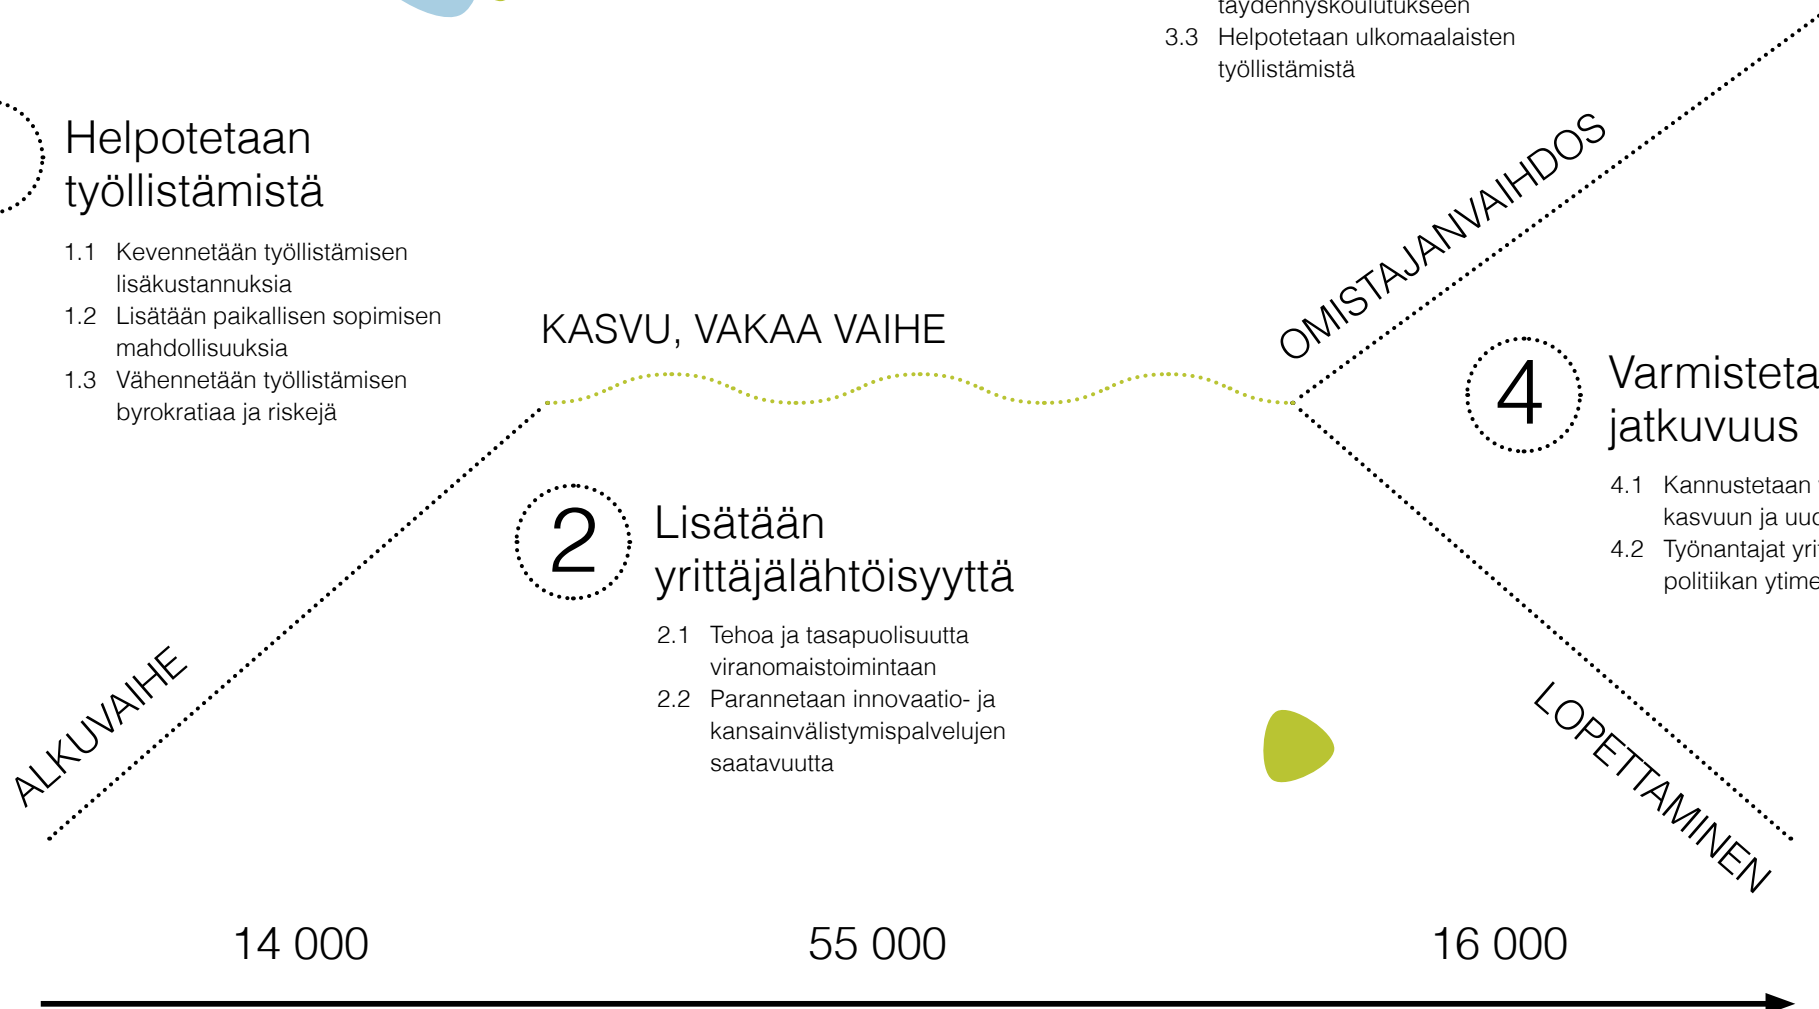 täydennyskoulutukseen
3.3 Helpotetaan ulkomaalaisten
työllistämistä
Helpotetaan
työllistämistä
1.1 Kevennetään työllistämisen
lisäkustannuksia
1.2 Lisätään paikallisen sopimisen
mahdollisuuksia
1.3 Vähennetään työllistämisen
byrokratiaa ja riskejä
KASVU, VAKAA VAIHE
OMISTAJANVAIHDOS
4
Varmisteta
jatkuvuus
4.1 Kannustetaan
kasvuun ja
4.2 Työnantajat
politiikan
2
Lisätään
yrittäjälähtöisyyttä
2.1 Tehoa ja tasapuolisuutta
viranomaistoimintaan
2.2 Parannetaan innovaatio- ja
kansainvälistymispalvelujen
saatavuutta
ALKUVAIHE
LOPETTAMINEN
14 000
55 000
16 000